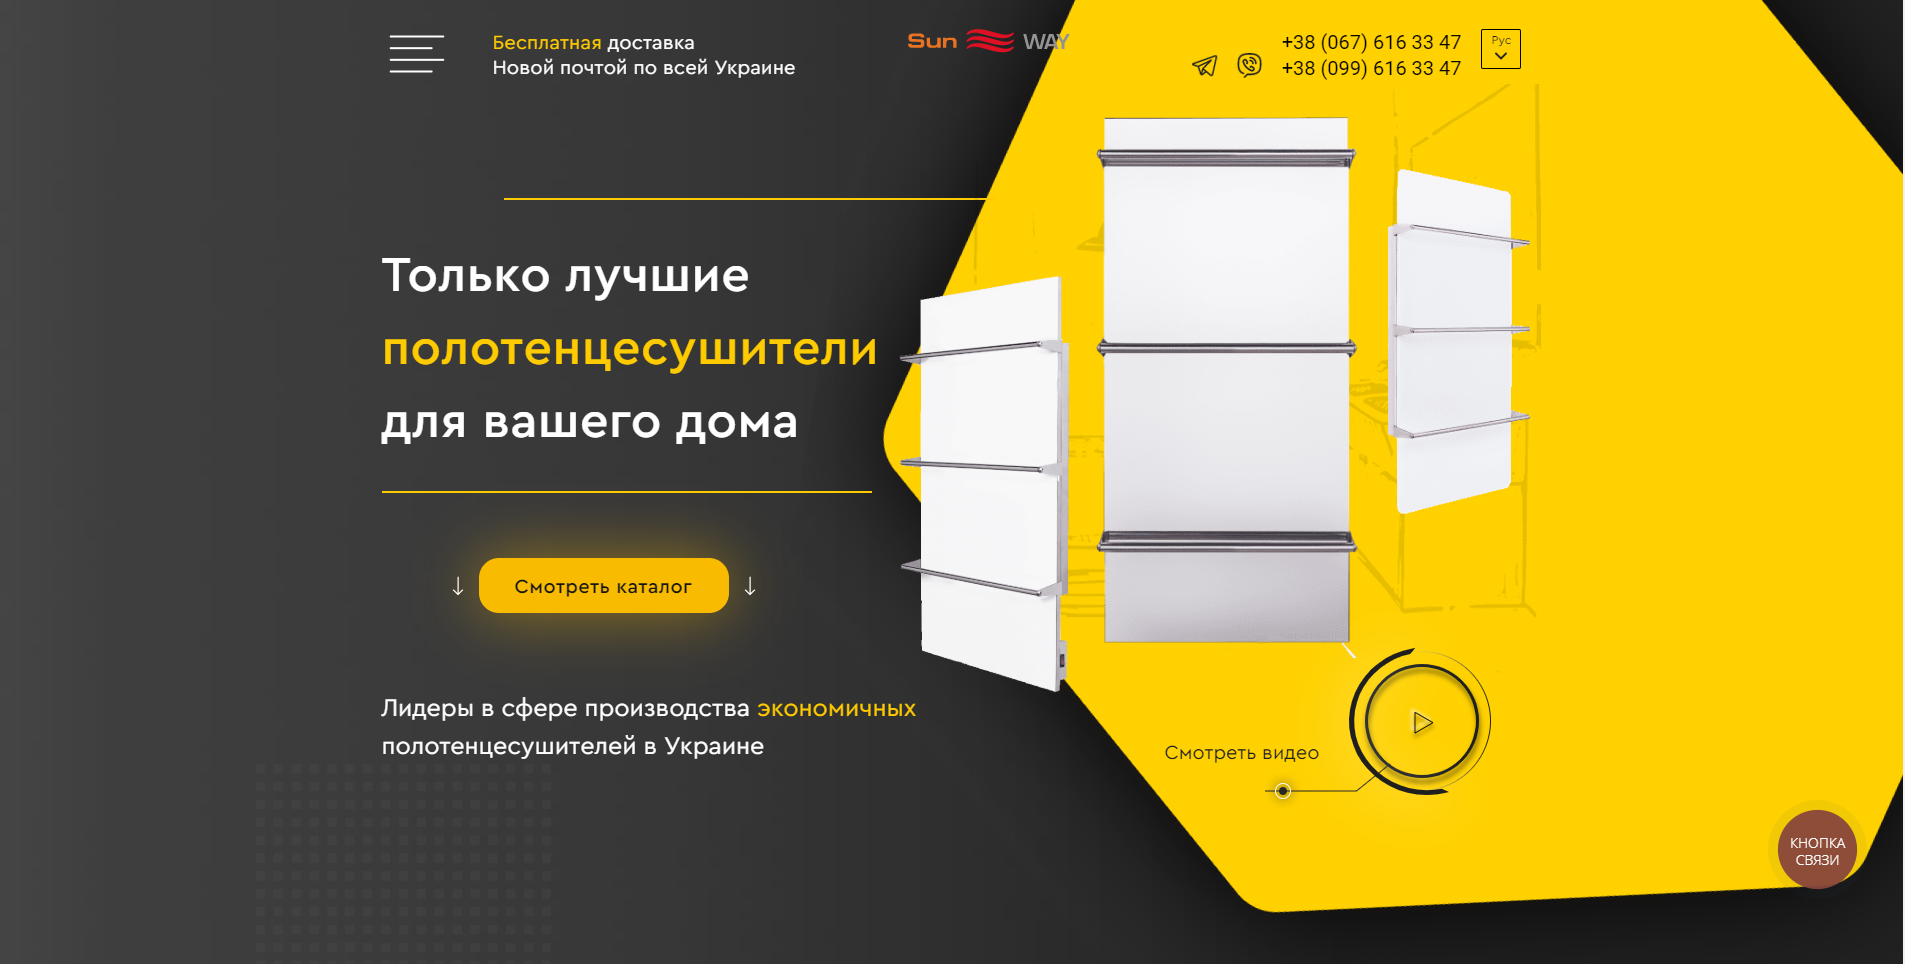 Бесплатная доставка
Новой почтой по всей Украине
Sun WAY
+38 (067) 616 33 47
+38 (099) 616 33 47
Рус
Только лучшие
полотенцесушители
для вашего дома
Смотреть каталог
Лидеры в сфере производства экономичных
полотенцесушителей в Украине
Смотреть видео
КНОПКА
СВЯЗИ